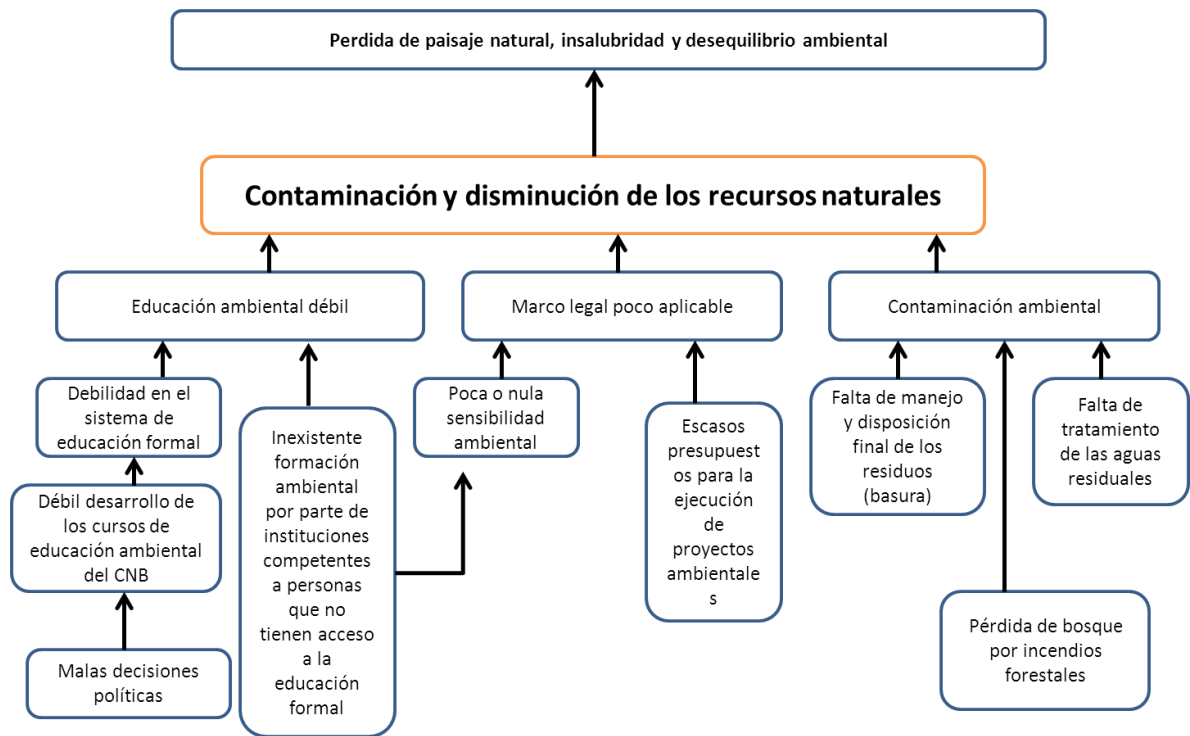 Perdida de paisaje natural, insalubridad y desequilibrio ambiental
Contaminación y disminución de los recursos naturales
Educación ambiental débil
Marco legal poco aplicable
Contaminación ambiental
Debilidad en el
sistema de
educación formal
Inexistente
formación
ambiental
por parte de
instituciones
competentes
a personas
que no
tienen acceso
a la
educación
formal
Poca o nula
sensibilidad
ambiental
Escasos
presupuest
os para la
ejecución
de
proyectos
ambientale
s
Falta de manejo
y disposición
final de los
residuos
(basura)
Falta de
tratamiento
de las aguas
residuales
Débil desarrollo de
los cursos de
educación ambiental
del CNB
Malas decisiones
políticas
Pérdida de bosque
por incendios
forestales